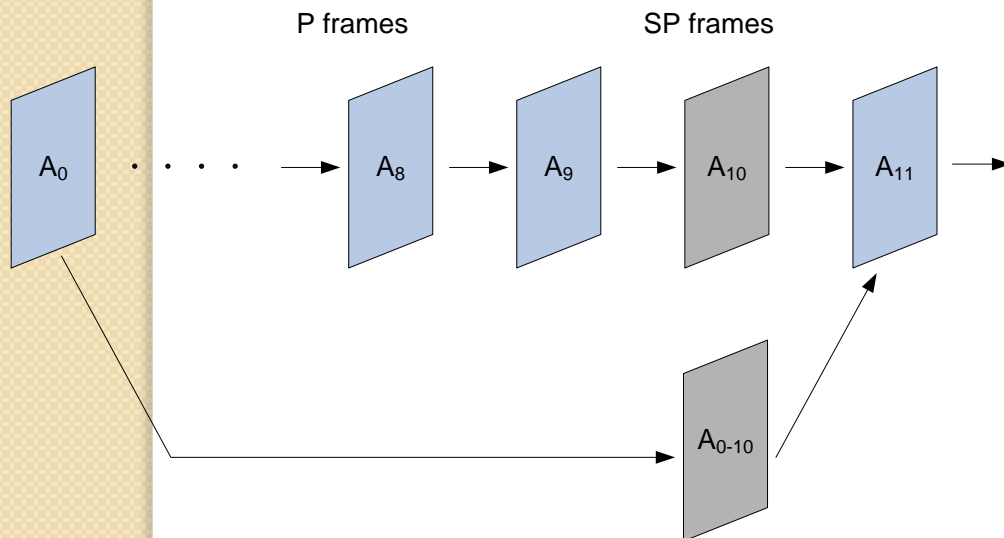 P frames SP frames
A₀ A₈ A₉ A₁₀ A₁₁
A₀₋₁₀